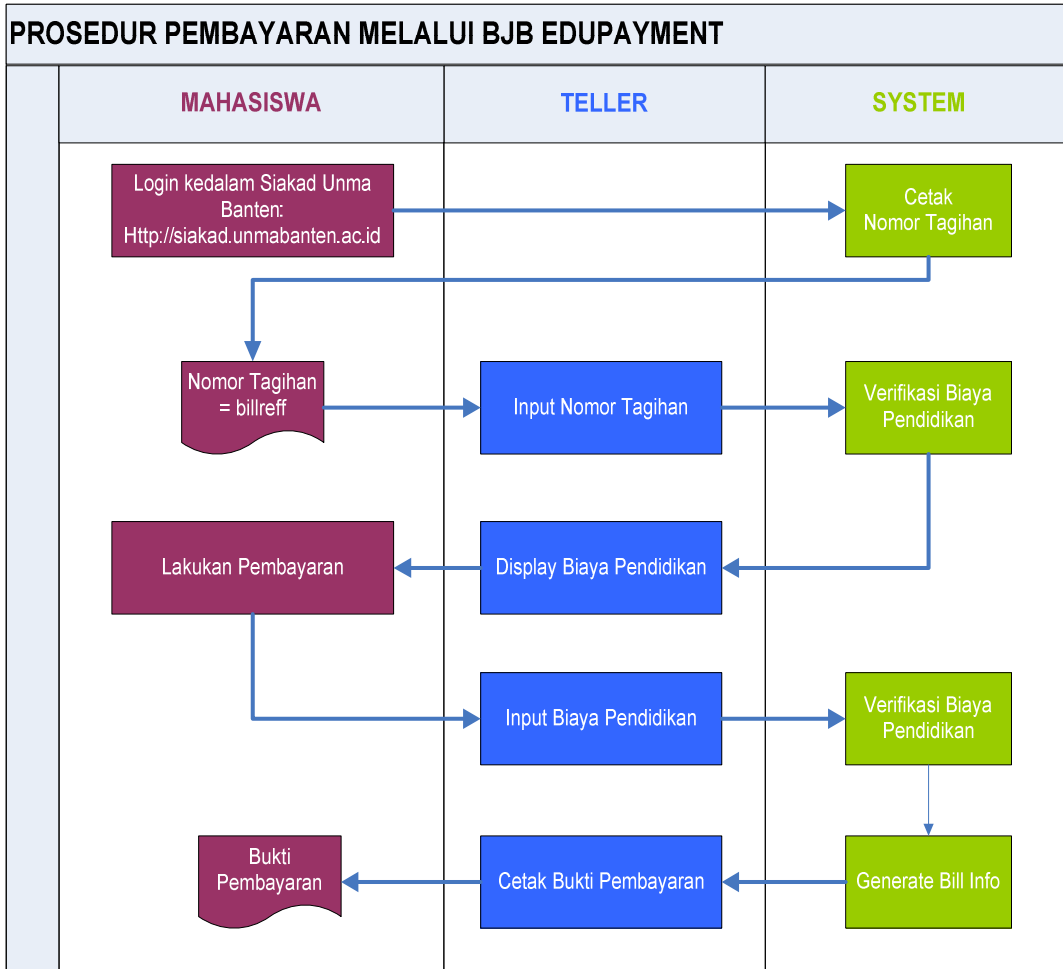 PROSEDUR PEMBAYARAN MELALUI BJB EDUPAYMENT
MAHASISWA
TELLER
SYSTEM
Login kedalam Siakad Unma
Banten:
Http://siakad.unmabanten.ac.id
Cetak
Nomor Tagihan
Nomor Tagihan
= billreff
Input Nomor Tagihan
Verifikasi Biaya
Pendidikan
Lakukan Pembayaran
Display Biaya Pendidikan
Input Biaya Pendidikan
Verifikasi Biaya
Pendidikan
Bukti
Pembayaran
Cetak Bukti Pembayaran
Generate Bill Info